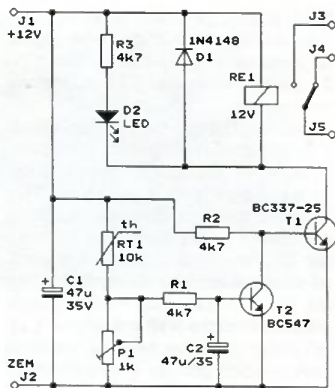 J1
+12V
R3
4k7
1N4148
D1
RE1
12V
J3
J4
J5
D2
LED
BC337-25
T1
th
RT1
10k
R2
4k7
C1
47u
35V
R1
4k7
T2
BC547
P1
1k
C2
47u/35
ZEM
J2